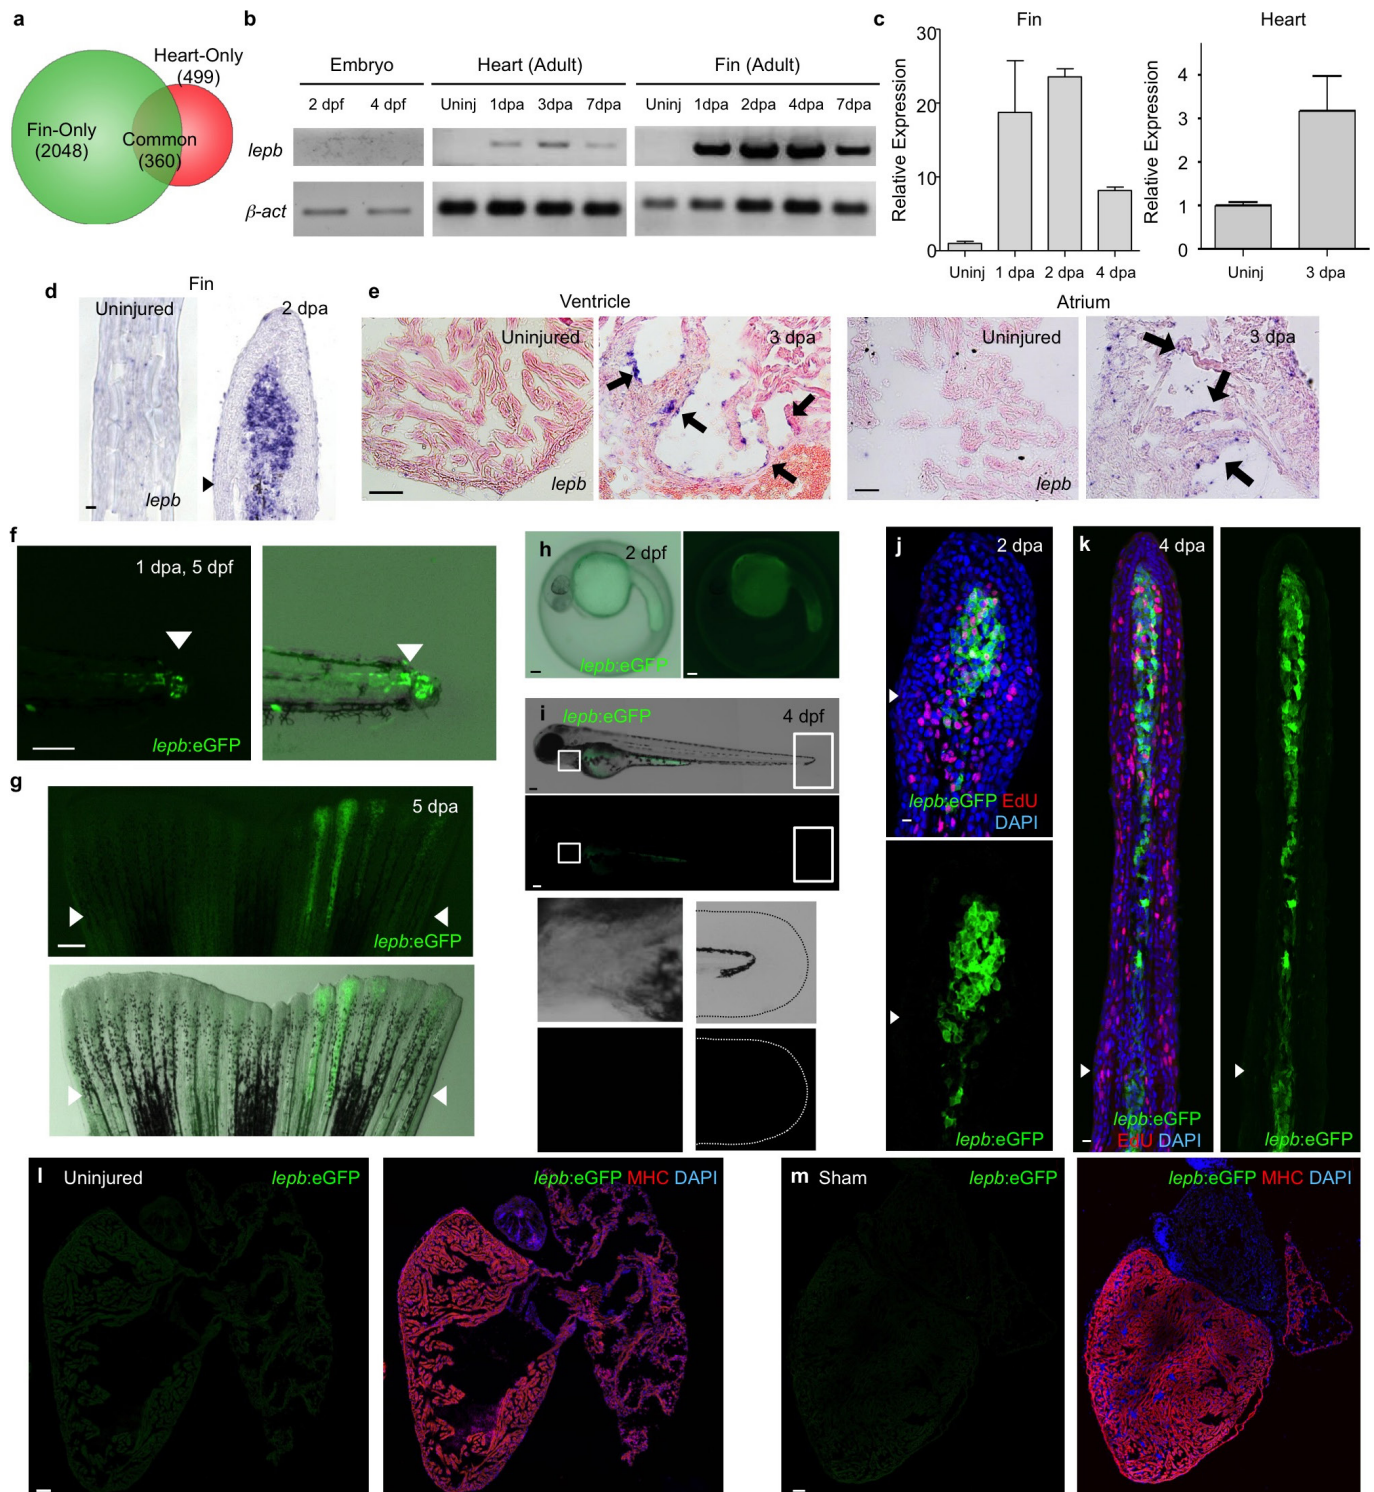 a
Heart-Only
(499)
Fin-Only
(2048)
Common
(360)
b
Embryo
Heart (Adult)
Fin (Adult)
2 dpf 4 dpf
Uninj 1dpa 3dpa 7dpa
Uninj 1dpa 2dpa 4dpa 7dpa
lepb
β-act
c
Fin
Relative Expression
30
20
10
0
Uninj 1 dpa 2 dpa 4 dpa
Heart
Relative Expression
4
3
2
1
0
Uninj 3 dpa
d
Fin
Uninjured
2 dpa
lepb
e
Ventricle
Uninjured
3 dpa
lepb
Atrium
Uninjured
3 dpa
lepb
f
1 dpa, 5 dpf
lepb:eGFP
g
5 dpa
lepb:eGFP
h
2 dpf
lepb:eGFP
i
lepb:eGFP
4 dpf
j
2 dpa
lepb:eGFP EdU
DAPI
lepb:eGFP
k
4 dpa
lepb:eGFP
EdU DAPI
lepb:eGFP
l Uninjured
lepb:eGFP
lepb:eGFP MHC DAPI
m Sham
lepb:eGFP
lepb:eGFP MHC DAPI